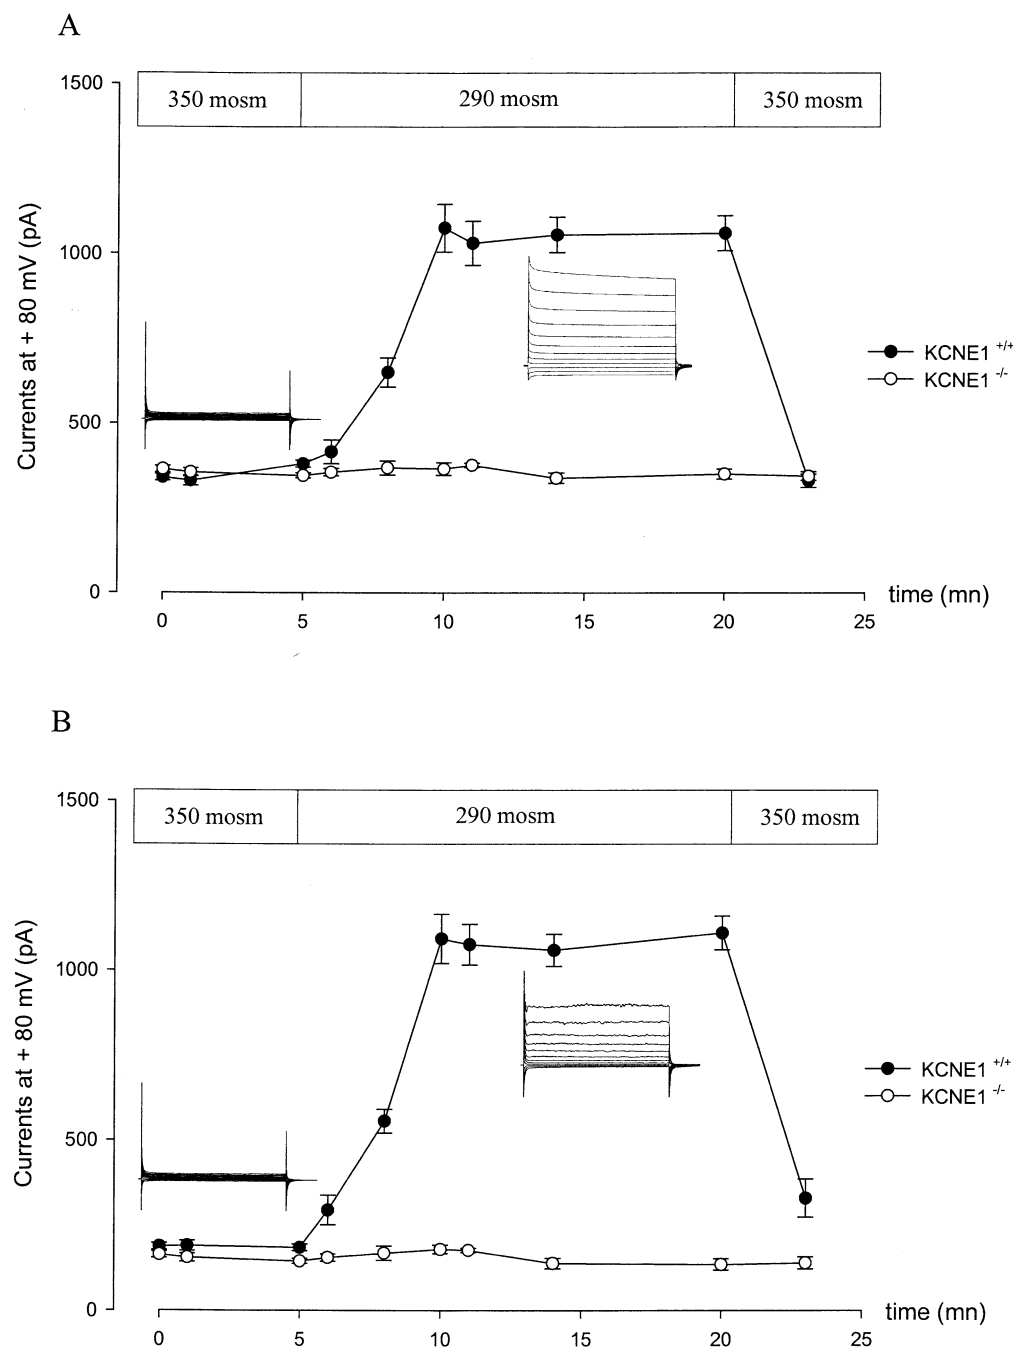 A
1500
350 mosm
290 mosm
350 mosm
1000
500
0
Currents at + 80 mV (pA)
KCNE1 +/+
KCNE1 -/-
0
5
10
15
20
25
time (mn)
B
1500
350 mosm
290 mosm
350 mosm
1000
500
0
Currents at + 80 mV (pA)
KCNE1 +/+
KCNE1 -/-
0
5
10
15
20
25
time (mn)